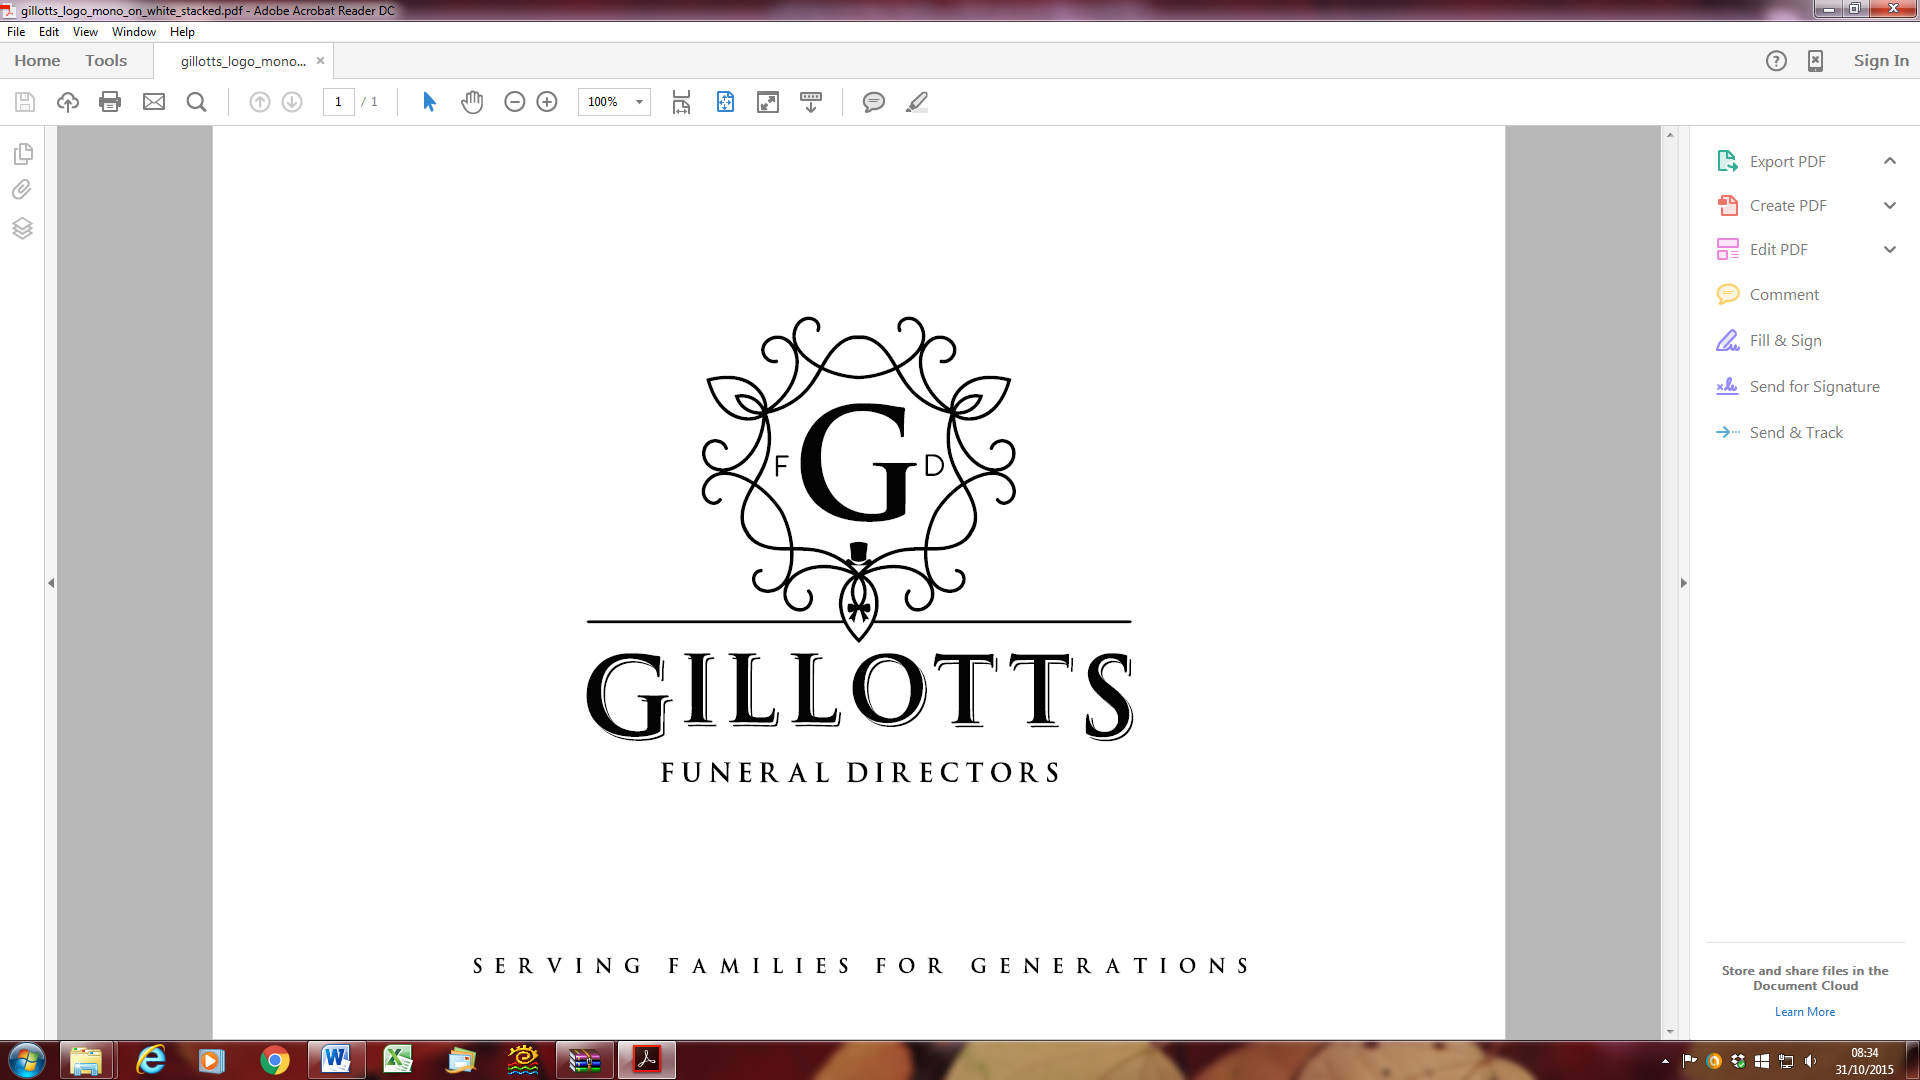 gillotts_logo_mono_on_white_stacked.pdf - Adobe Acrobat Reader DC
File Edit View Window Help
Home Tools gillotts_logo_mono... × Sign In
1 / 1 100%
Export PDF
Create PDF
Edit PDF
Comment
Fill & Sign
Send for Signature
Send & Track
F G D
GILLOTTS
FUNERAL DIRECTORS
SERVING FAMILIES FOR GENERATIONS
Store and share files in the
Document Cloud
Learn More
08:34
31/10/2015